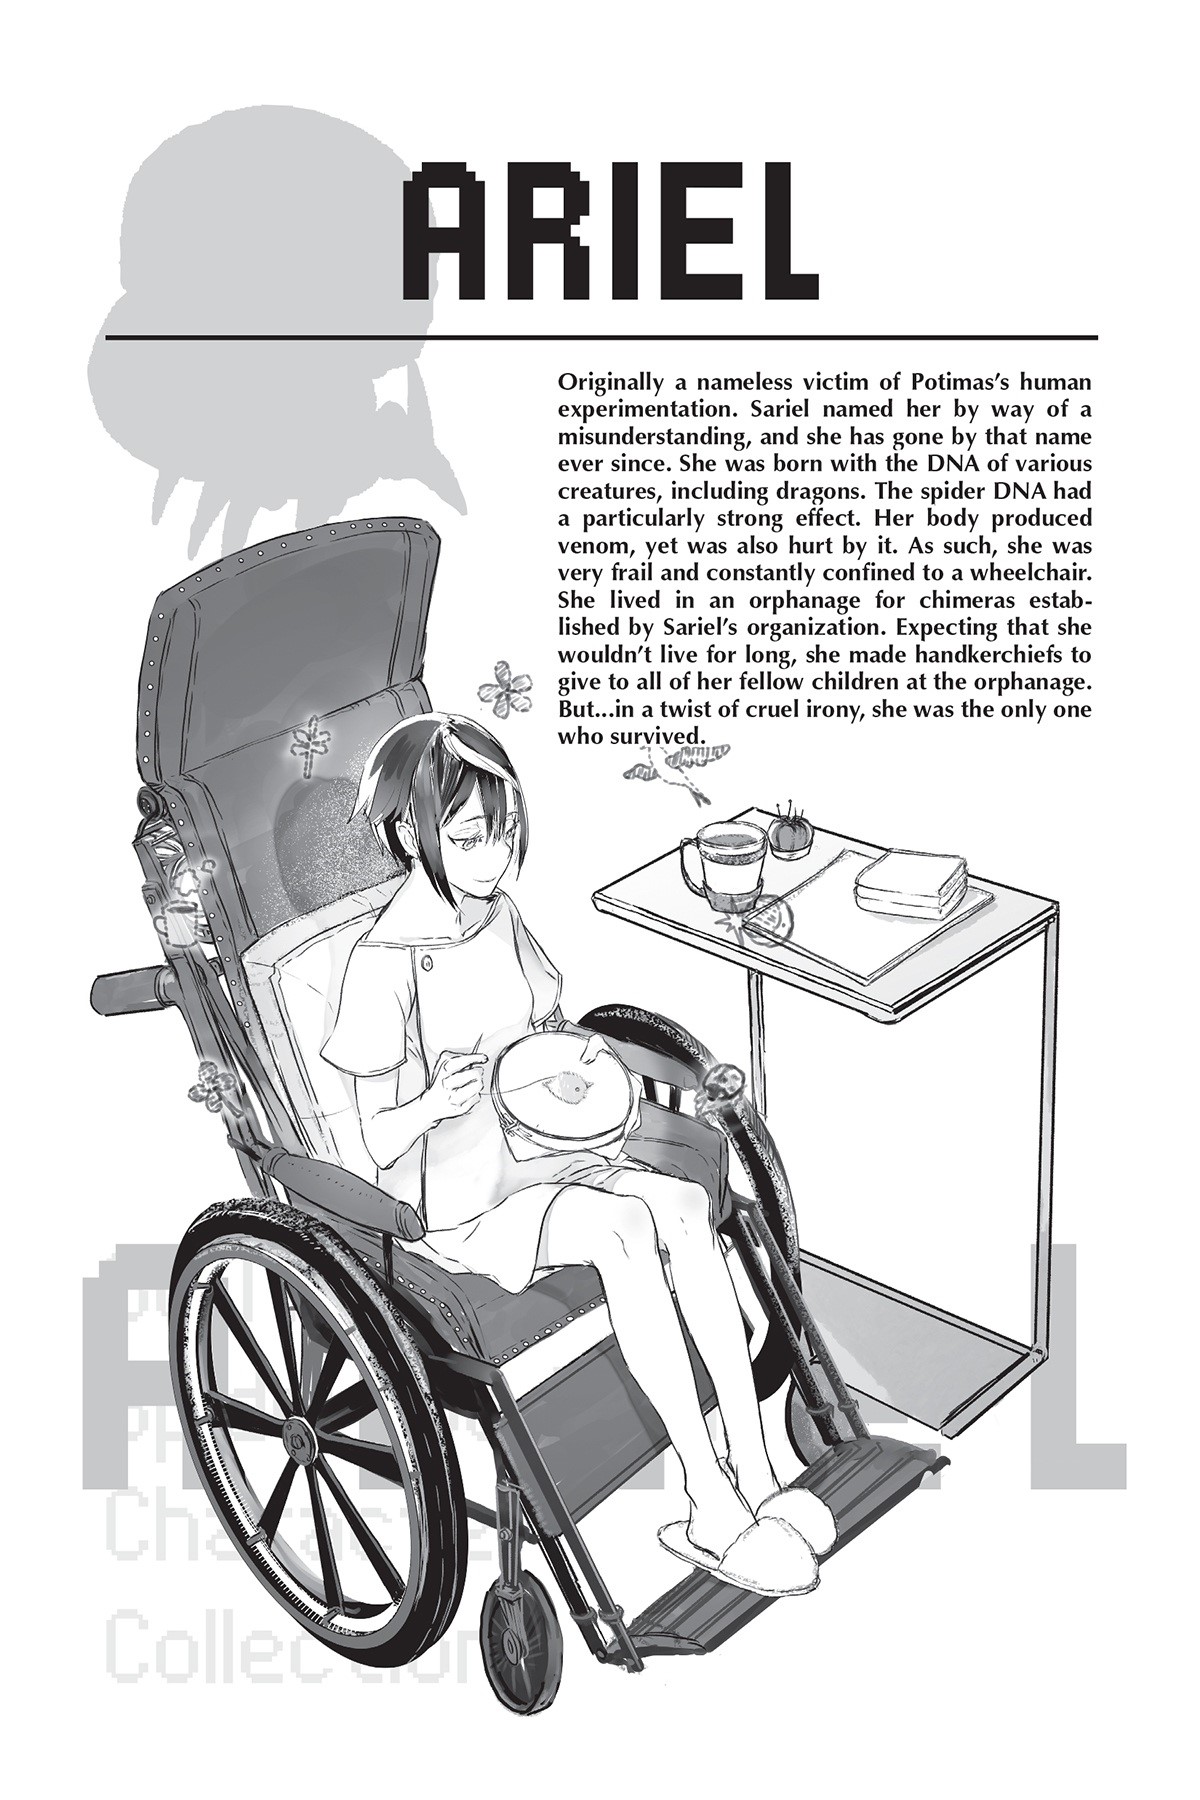 ARIEL
Originally a nameless victim of Potimas's human
experimentation. Sariel named her by way of a
misunderstanding, and she has gone by that name
ever since. She was born with the DNA of various
creatures, including dragons. The spider DNA had
a particularly strong effect. Her body produced
venom, yet was also hurt by it. As such, she was
very frail and constantly confined to a wheelchair.
She lived in an orphanage for chimeras estab-
lished by Sariel's organization. Expecting that she
wouldn't live for long, she made handkerchiefs to
give to all of her fellow children at the orphanage.
But...in a twist of cruel irony, she was the only one
who survived.
Character
Collection